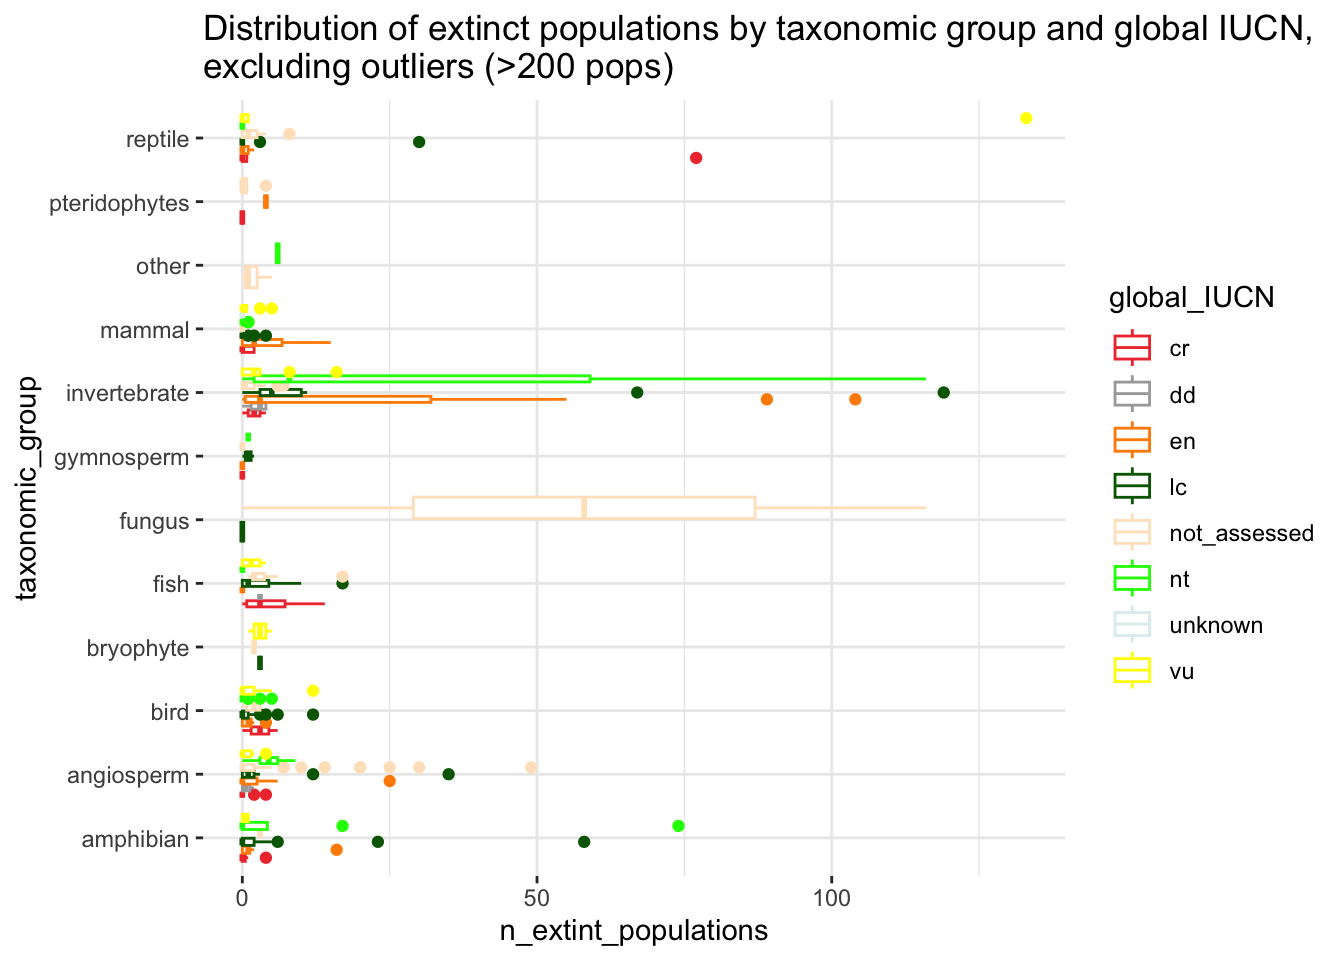 Distribution of extinct populations by taxonomic group and global IUCN,
excluding outliers (>200 pops)
taxonomic_group
reptile
pteridophytes
other
mammal
invertebrate
gymnosperm
fungus
fish
bryophyte
bird
angiosperm
amphibian
0
50
100
n_extint_populations
global_IUCN
cr
dd
en
lc
not_assessed
nt
unknown
vu